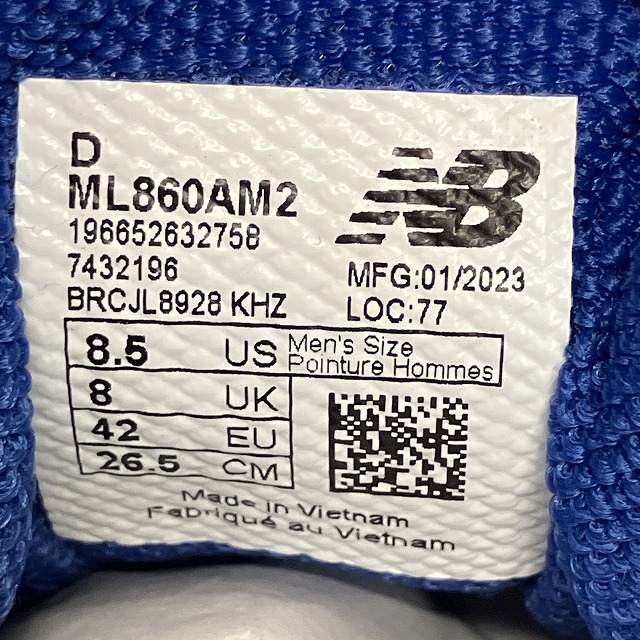 D
ML860AM2
196652632758
7432196
BRCJL8928 KHZ
NB
MFG:01/2023
LOC:77
8.5 US Men's Size
Pointure Hommes
8 UK
42 EU
26.5 CM
Made in Vietnam
Fabriqué au Vietnam